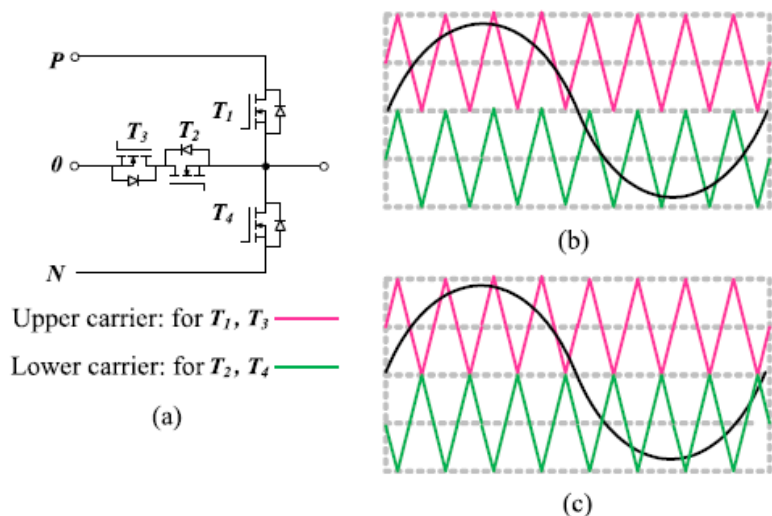 P
T1
T3 T2
0
T4
N
Upper carrier: for T1, T3
Lower carrier: for T2, T4
(a)
(b)
(c)